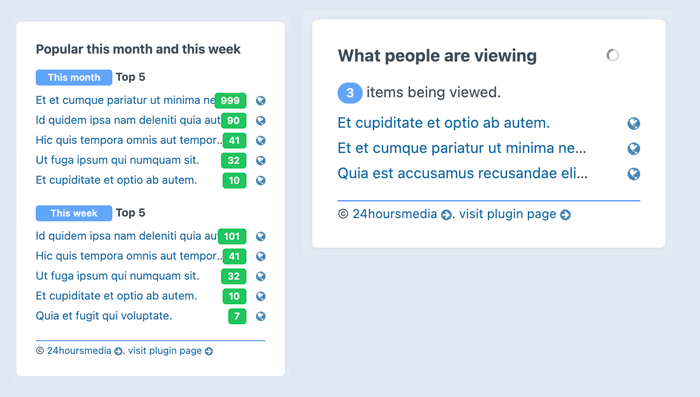 Popular this month and this week
This month Top 5
Et et cumque pariatur ut minima ne 999
Id quidem ipsa nam deleniti quia aut 90
Hic quis tempora omnis aut tempor... 41
Ut fuga ipsum qui numquam sit. 32
Et cupiditate et optio ab autem. 10
This week Top 5
Id quidem ipsa nam deleniti quia au 101
Hic quis tempora omnis aut tempor... 41
Ut fuga ipsum qui numquam sit. 32
Et cupiditate et optio ab autem. 10
Quia et fugit qui voluptate. 7
© 24hoursmedia. visit plugin page
What people are viewing
3 items being viewed.
Et cupiditate et optio ab autem.
Et et cumque pariatur ut minima ne...
Quia est accusamus recusandae eli...
© 24hoursmedia. visit plugin page